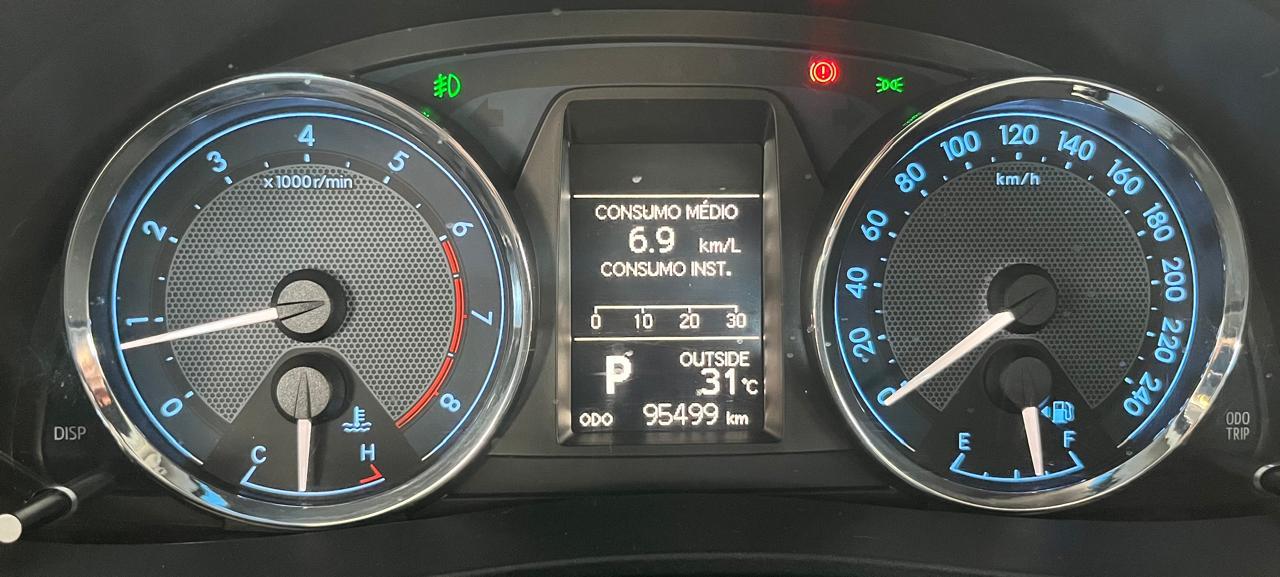 0
1
2
3
4
5
6
7
8
x1000r/min
C
H
DISP
CONSUMO MÉDIO
6.9 km/L
CONSUMO INST.
0 10 20 30
P
OUTSIDE
31°C
ODO 95499 km
0
20
40
60
80
100
120
140
160
180
200
220
240
km/h
E
F
ODO
TRIP